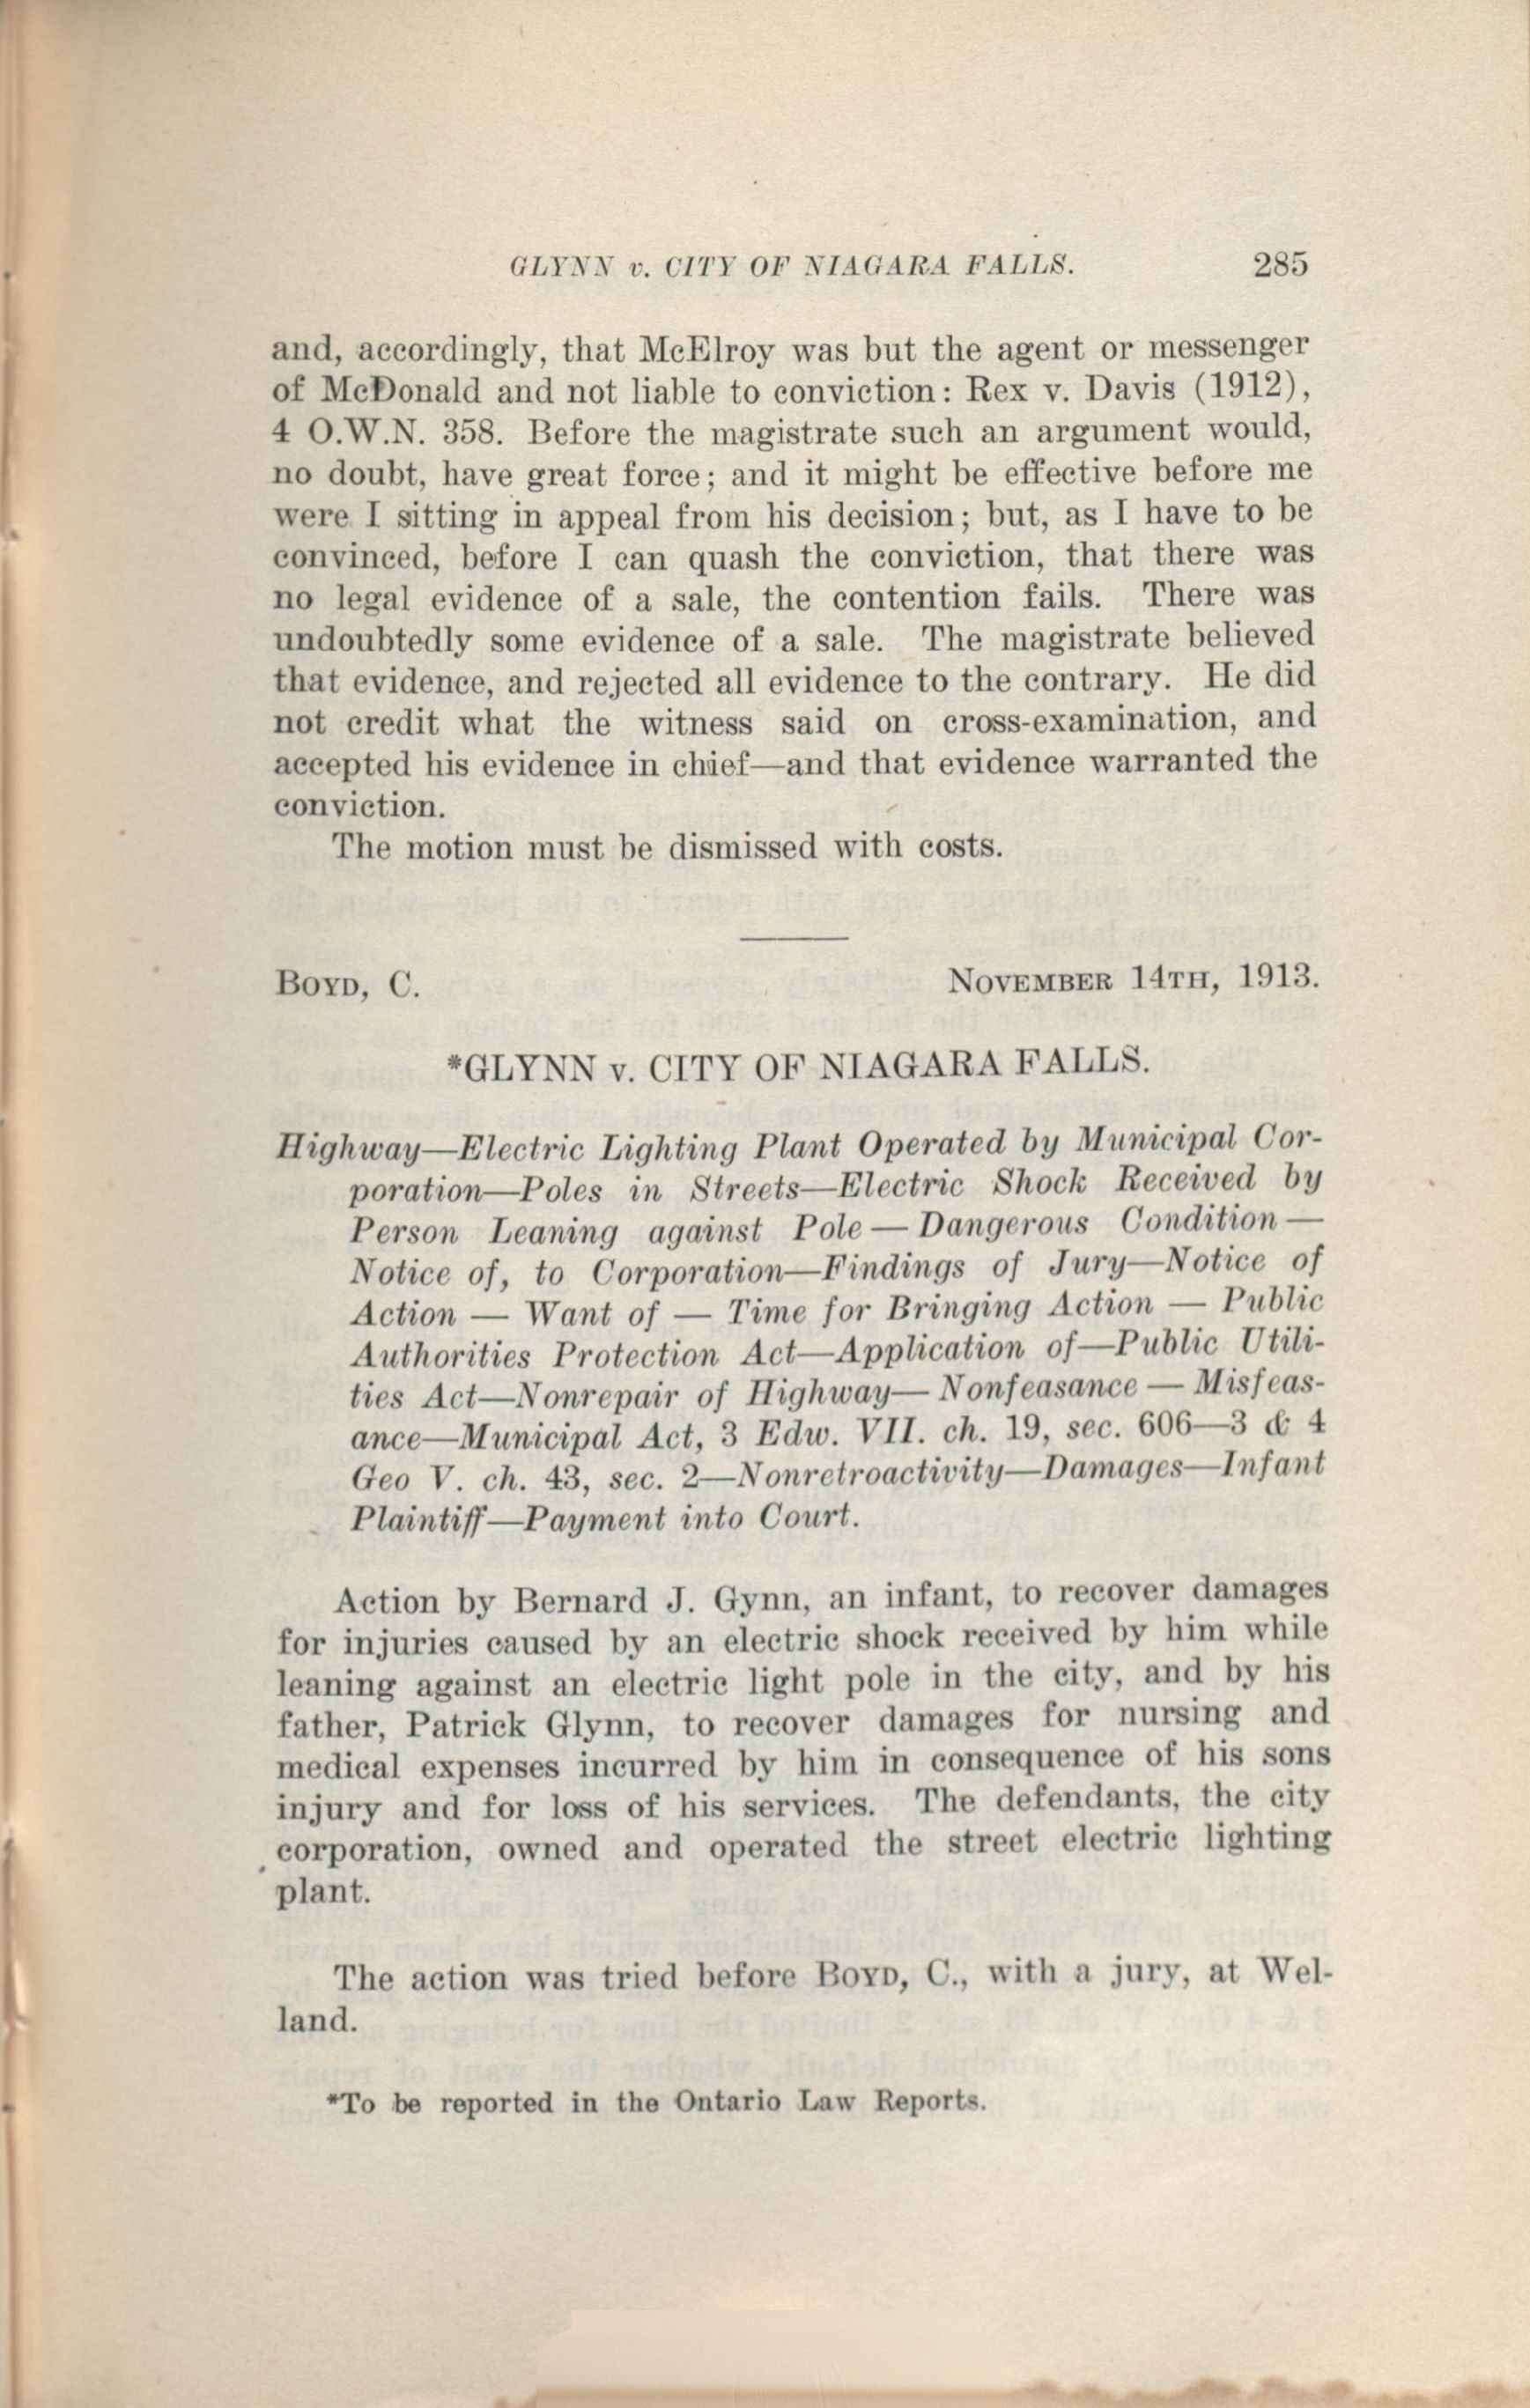 GLYNN v. CITY OF NIAGARA FALLS. 285
and, accordingly, that McElroy was but the agent or messenger
of McDonald and not liable to conviction: Rex v. Davis (1912),
4 O.W.N. 358. Before the magistrate such an argument would,
no doubt, have great force; and it might be effective before me
were I sitting in appeal from his decision; but, as I have to be
convinced, before I can quash the conviction, that there was
no legal evidence of a sale, the contention fails. There was
undoubtedly some evidence of a sale. The magistrate believed
that evidence, and rejected all evidence to the contrary. He did
not credit what the witness said on cross-examination, and
accepted his evidence in chief—and that evidence warranted the
conviction.
The motion must be dismissed with costs.
BOYD, C. NOVEMBER 14TH, 1913.
*GLYNN v. CITY OF NIAGARA FALLS.
Highway—Electric Lighting Plant Operated by Municipal Cor-
poration—Poles in Streets—Electric Shock Received by
Person Leaning against Pole — Dangerous Condition —
Notice of, to Corporation—Findings of Jury—Notice of
Action — Want of — Time for Bringing Action — Public
Authorities Protection Act—Application of—Public Utili-
ties Act—Nonrepair of Highway— Nonfeasance — Misfeas-
ance—Municipal Act, 3 Edw. VII. ch. 19, sec. 606—3 & 4
Geo V. ch. 43, sec. 2—Nonretroactivity—Damages—Infant
Plaintiff—Payment into Court.
Action by Bernard J. Gynn, an infant, to recover damages
for injuries caused by an electric shock received by him while
leaning against an electric light pole in the city, and by his
father, Patrick Glynn, to recover damages for nursing and
medical expenses incurred by him in consequence of his sons
injury and for loss of his services. The defendants, the city
corporation, owned and operated the street electric lighting
plant.
The action was tried before BOYD, C., with a jury, at Wel-
land.
*To be reported in the Ontario Law Reports.